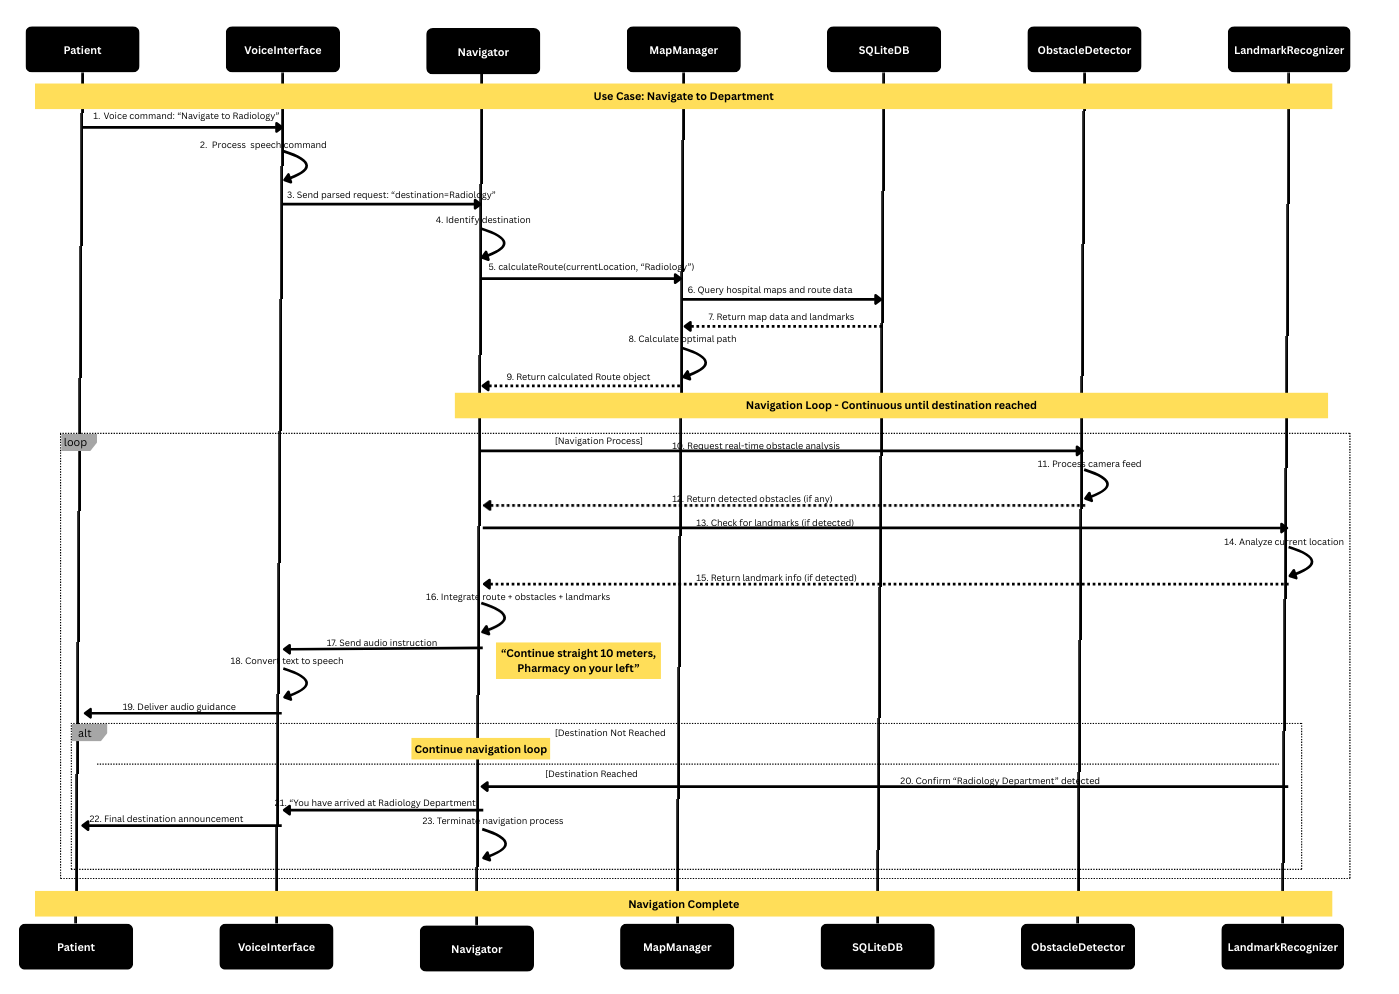 Patient
VoiceInterface
Navigator
MapManager
SQLiteDB
ObstacleDetector
LandmarkRecognizer
Use Case: Navigate to Department
1. Voice command: “Navigate to Radiology”
2. Process speech command
3. Send parsed request: “destination=Radiology”
4. Identify destination
5. calculateRoute(currentLocation, “Radiology”)
6. Query hospital maps and route data
7. Return map data and landmarks
8. Calculate optimal path
9. Return calculated Route object
Navigation Loop - Continuous until destination reached
loop
[Navigation Process]
10. Request real-time obstacle analysis
11. Process camera feed
12. Return detected obstacles (if any)
13. Check for landmarks (if detected)
14. Analyze current location
15. Return landmark info (if detected)
16. Integrate route + obstacles + landmarks
17. Send audio instruction
“Continue straight 10 meters,
Pharmacy on your left”
18. Convert text to speech
19. Deliver audio guidance
alt
[Destination Not Reached
Continue navigation loop
[Destination Reached
20. Confirm “Radiology Department” detected
21. “You have arrived at Radiology Department
22. Final destination announcement
23. Terminate navigation process
Navigation Complete
Patient
VoiceInterface
Navigator
MapManager
SQLiteDB
ObstacleDetector
LandmarkRecognizer